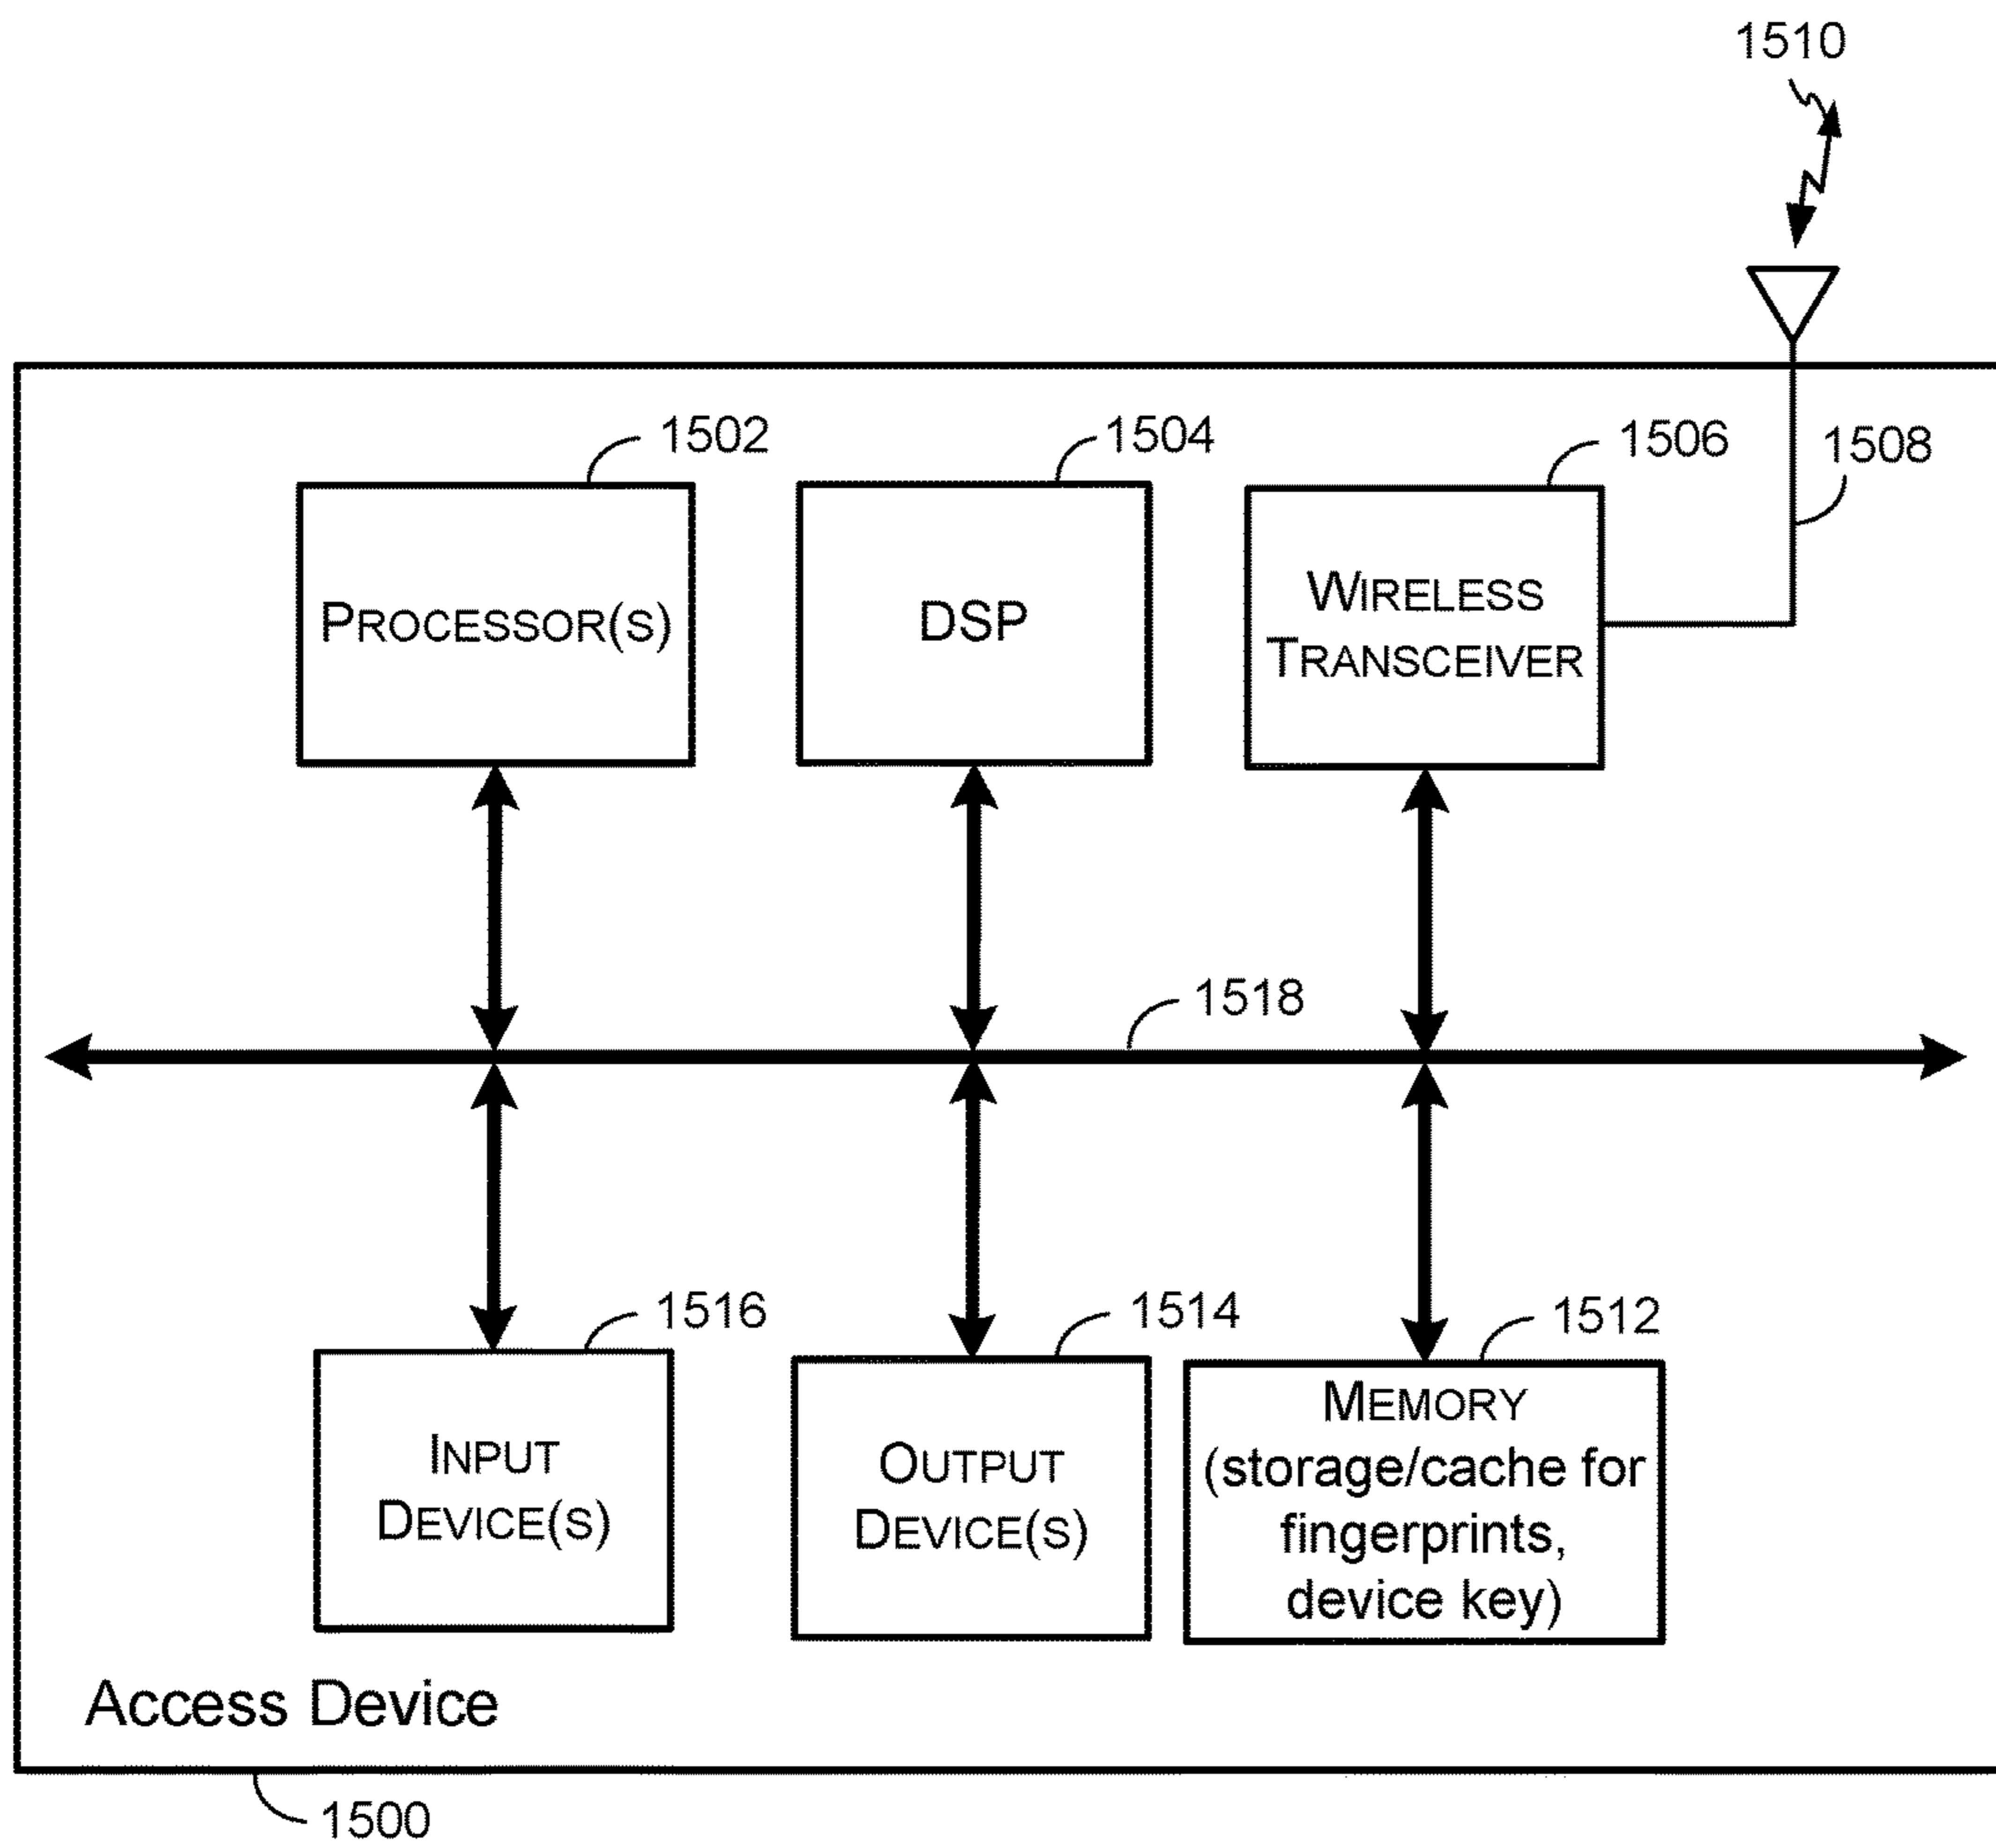 1510
1502
1504
1506
1508
PROCESSOR(S)
DSP
WIRELESS
TRANSCEIVER
1518
1516
1514
1512
INPUT
DEVICE(S)
OUTPUT
DEVICE(S)
MEMORY
(storage/cache for
fingerprints,
device key)
Access Device
1500